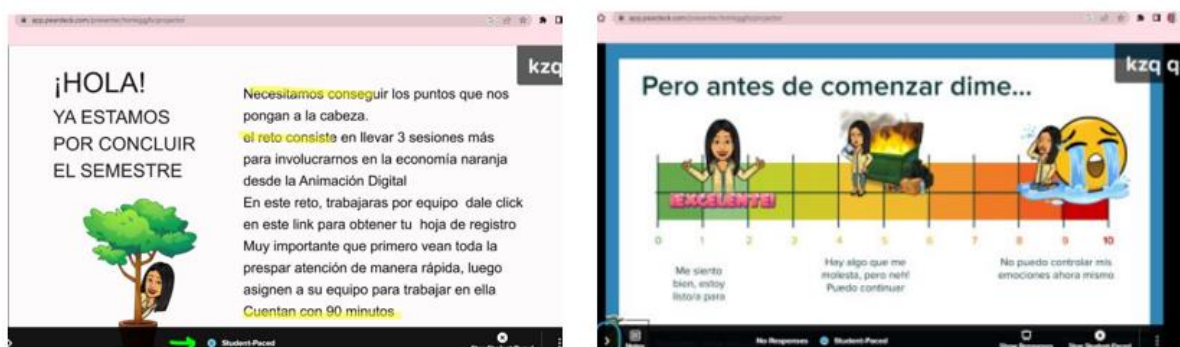 ¡HOLA!
YA ESTAMOS
POR CONCLUIR
EL SEMESTRE
Necesitamos conseguir los puntos que nos
pongan a la cabeza.
el reto consiste en llevar 3 sesiones más
para involucrarnos en la economía naranja
desde la Animación Digital
En este reto, trabajaras por equipo dale click
en este link para obtener tu hoja de registro
Muy importante que primero vean toda la
prespar atención de manera rápida, luego
asignen a su equipo para trabajar en ella
Cuentan con 90 minutos
kzq
Student-Paced
kzq q
Pero antes de comenzar dime...
¡EXCELENTE!
0 1 2 3 4 5 6 7 8 9 10
Me siento
bien, estoy
listo/a para
Hay algo que me
molesta, pero neh!
Puedo continuar
No puedo controlar mis
emociones ahora mismo
No Responses Student-Paced